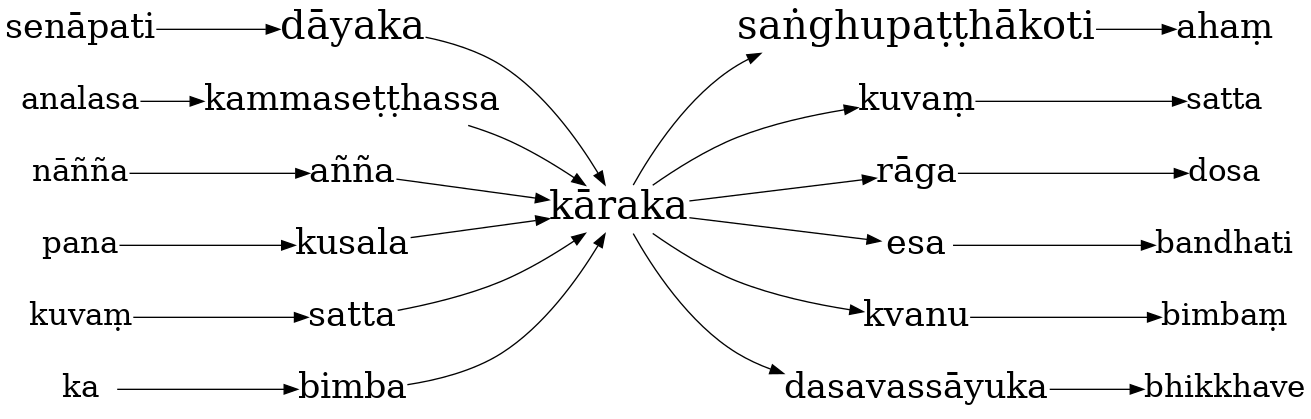 senāpati dāyaka saṅghupaṭṭhākoti ahaṃ
analasa kammaseṭṭhassa kuvaṃ satta
nāñña añña rāga dosa
kāraka
pana kusala esa bandhati
kuvaṃ satta kvanu bimbaṃ
ka bimba dasavassāyuka bhikkhave